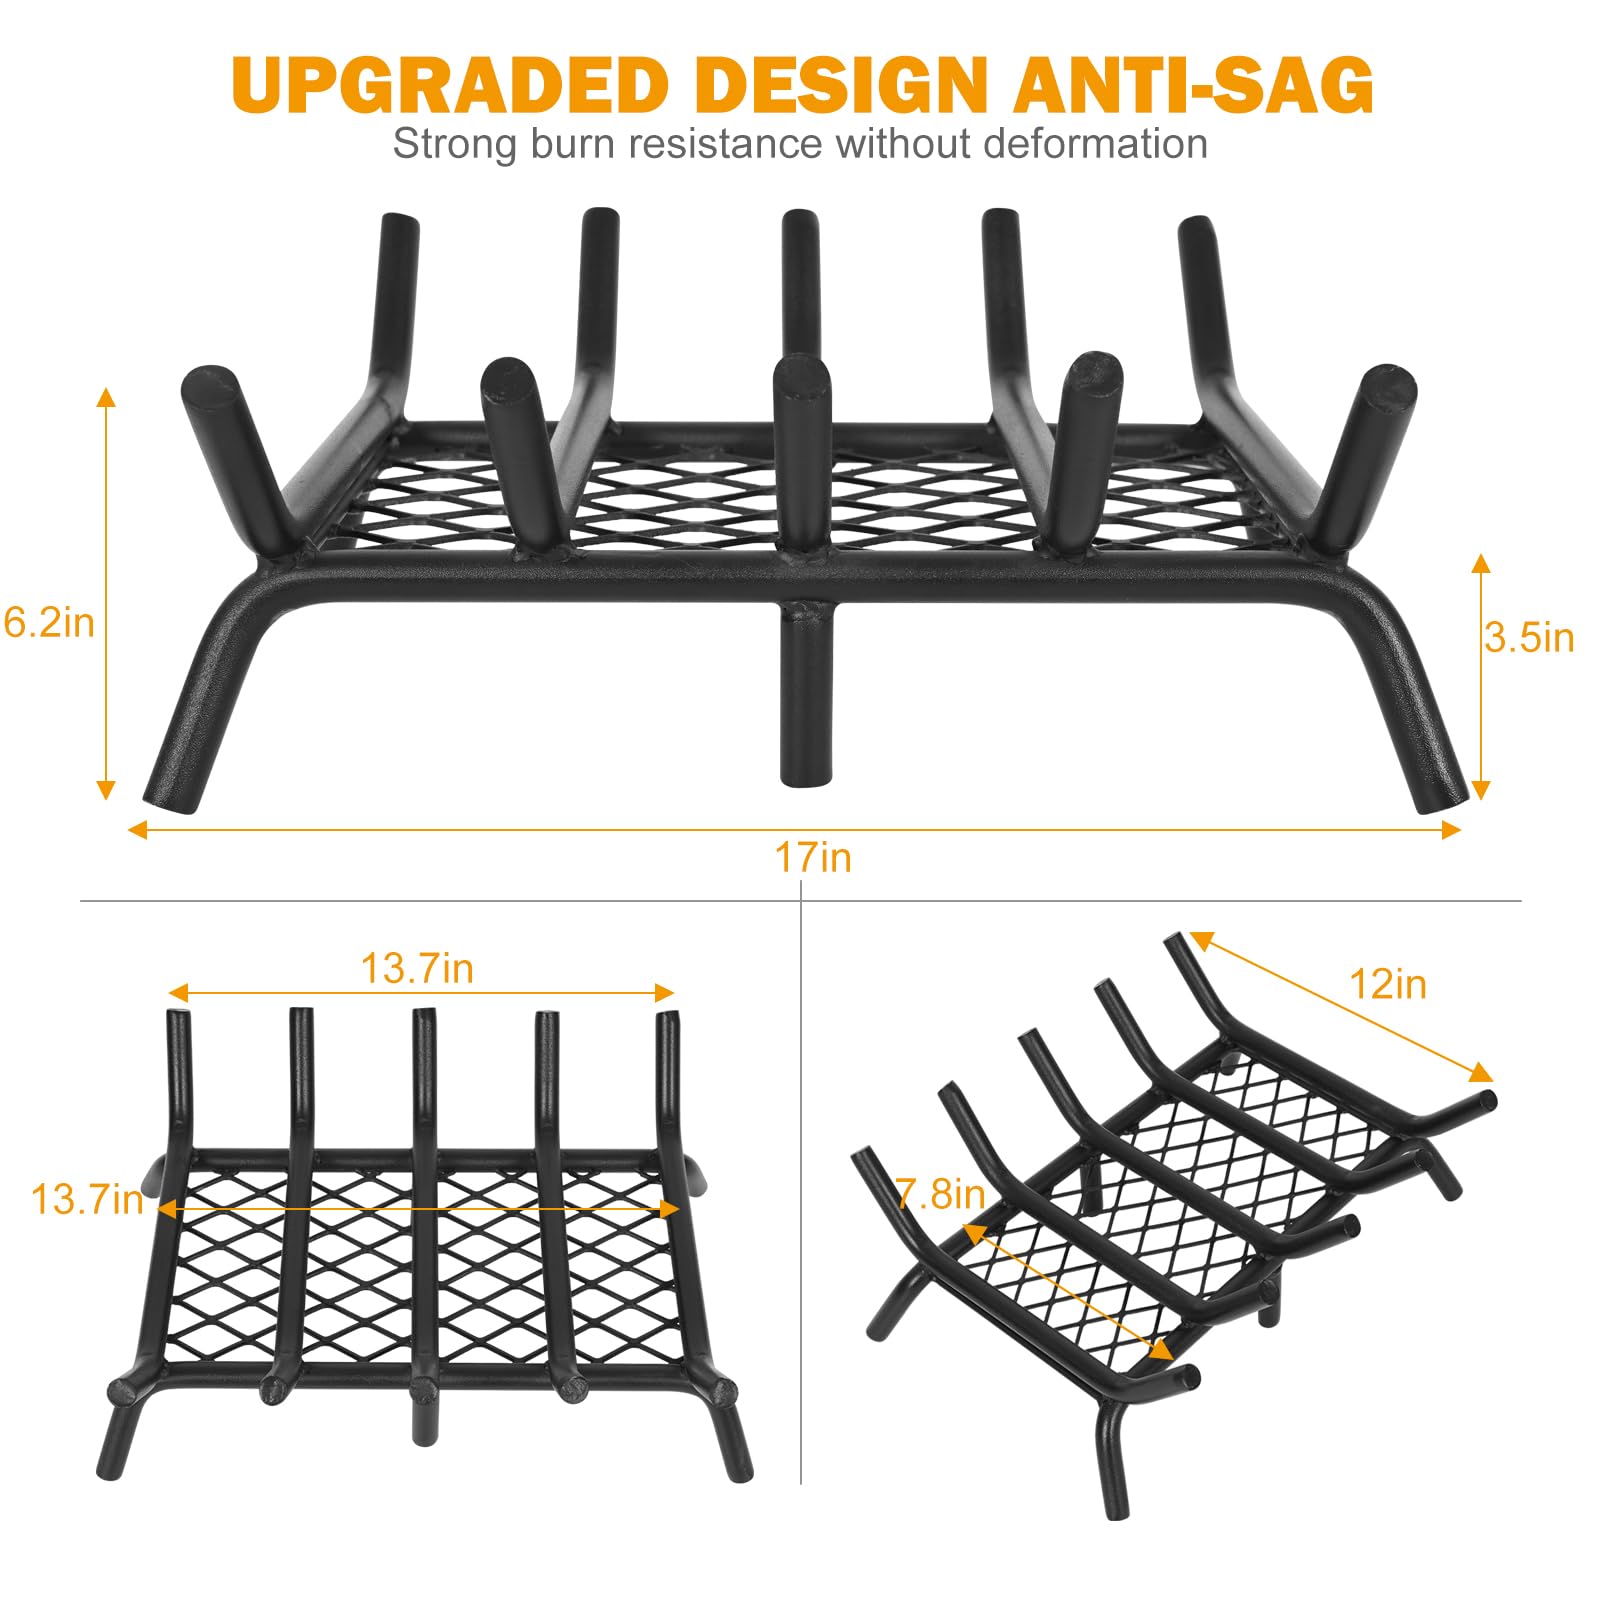 UPGRADED DESIGN ANTI-SAG
Strong burn resistance without deformation
6.2in
3.5in
17in
13.7in
13.7in
12in
7.8in